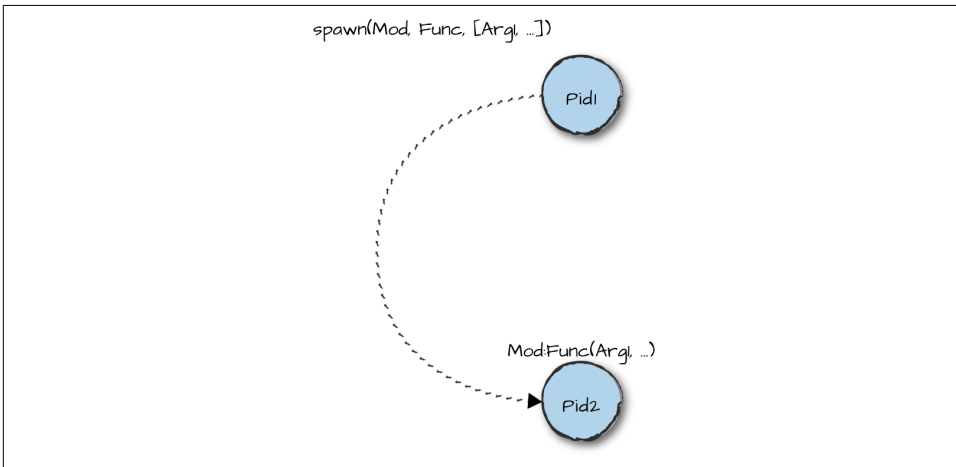 spawn(Mod, Func, [Arg1, ...])
Pid1
Mod:Func(Arg1, ...)
Pid2